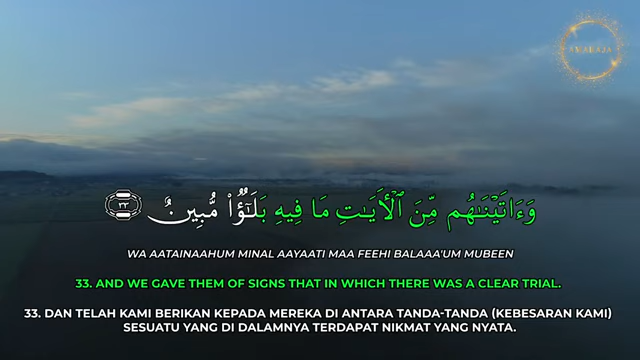 وَءَاتَيْنَٰهُم مِّنَ ٱلْأَيَٰتِ مَا فِيهِ بَلَٰٓؤٌا۟ مُّبِينٌ ٣٣
WA AATAINAAHUM MINAL AAYAATI MAA FEEHI BALAAA'UM MUBEEN
33. AND WE GAVE THEM OF SIGNS THAT IN WHICH THERE WAS A CLEAR TRIAL.
33. DAN TELAH KAMI BERIKAN KEPADA MEREKA DI ANTARA TANDA-TANDA (KEBESARAN KAMI)
SESUATU YANG DI DALAMNYA TERDAPAT NIKMAT YANG NYATA.